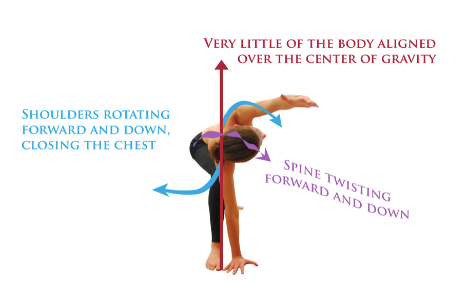 Very little of the body aligned
over the center of gravity
Shoulders rotating
forward and down,
closing the chest
Spine twisting
forward and down